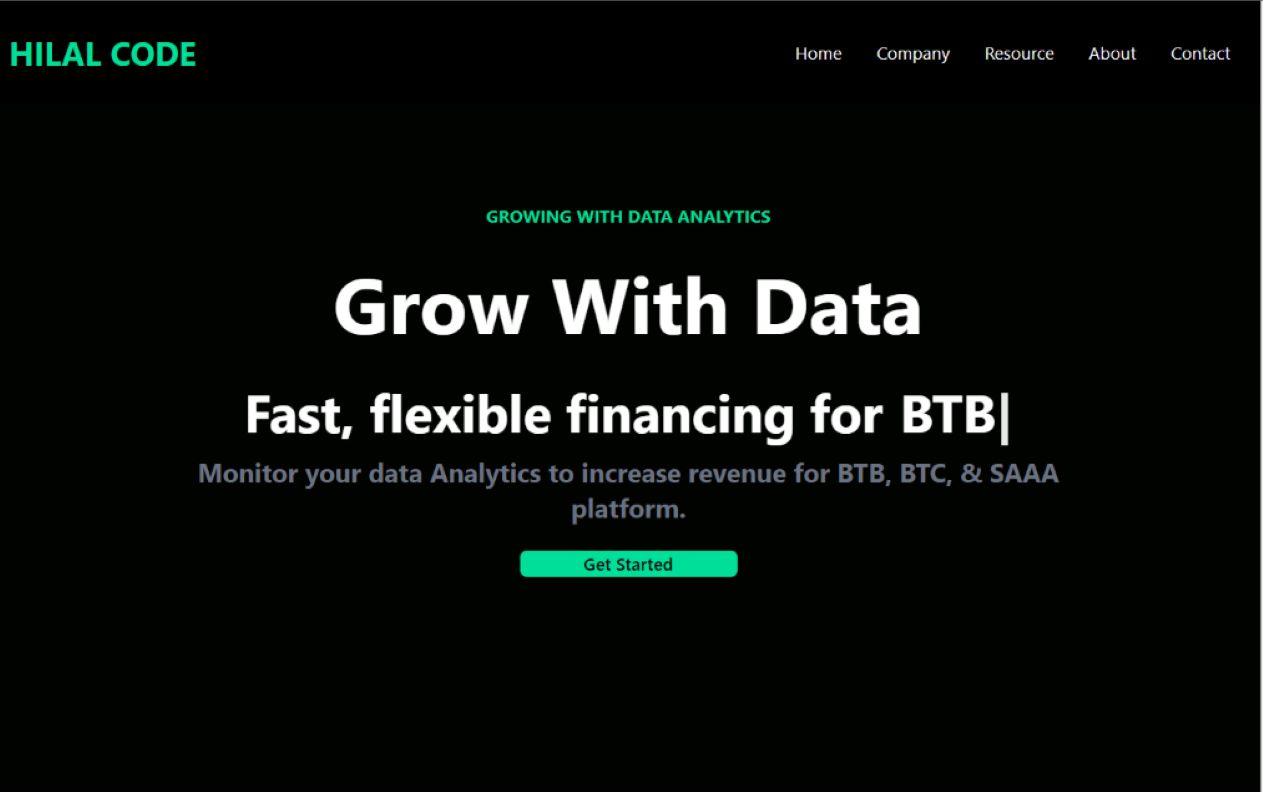 HILAL CODE
Home Company Resource About Contact
GROWING WITH DATA ANALYTICS
Grow With Data
Fast, flexible financing for BTB|
Monitor your data Analytics to increase revenue for BTB, BTC, & SAAA
platform.
Get Started